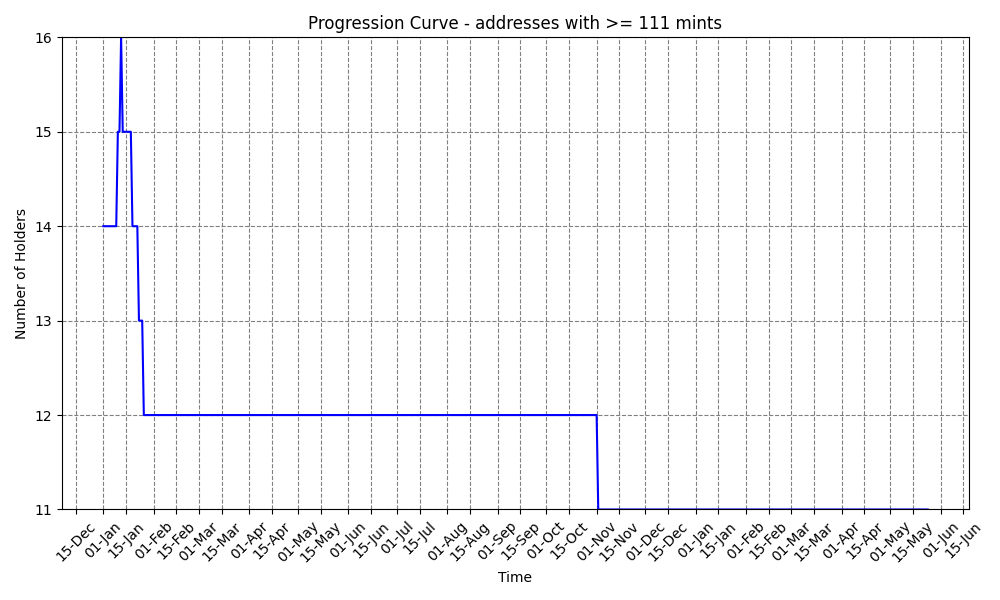 Progression Curve - addresses with >= 111 mints
Number of Holders
16
15
14
13
12
11
15-Dec
01-Jan
15-Jan
01-Feb
15-Feb
01-Mar
15-Mar
01-Apr
15-Apr
01-May
15-May
01-Jun
15-Jun
01-Jul
15-Jul
01-Aug
15-Aug
01-Sep
15-Sep
01-Oct
15-Oct
01-Nov
15-Nov
01-Dec
15-Dec
01-Jan
15-Jan
01-Feb
15-Feb
01-Mar
15-Mar
01-Apr
15-Apr
01-May
15-May
01-Jun
15-Jun
Time